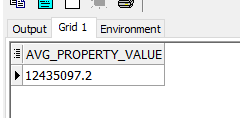 Output Grid 1 Environment
AVG_PROPERTY_VALUE
12435097.2